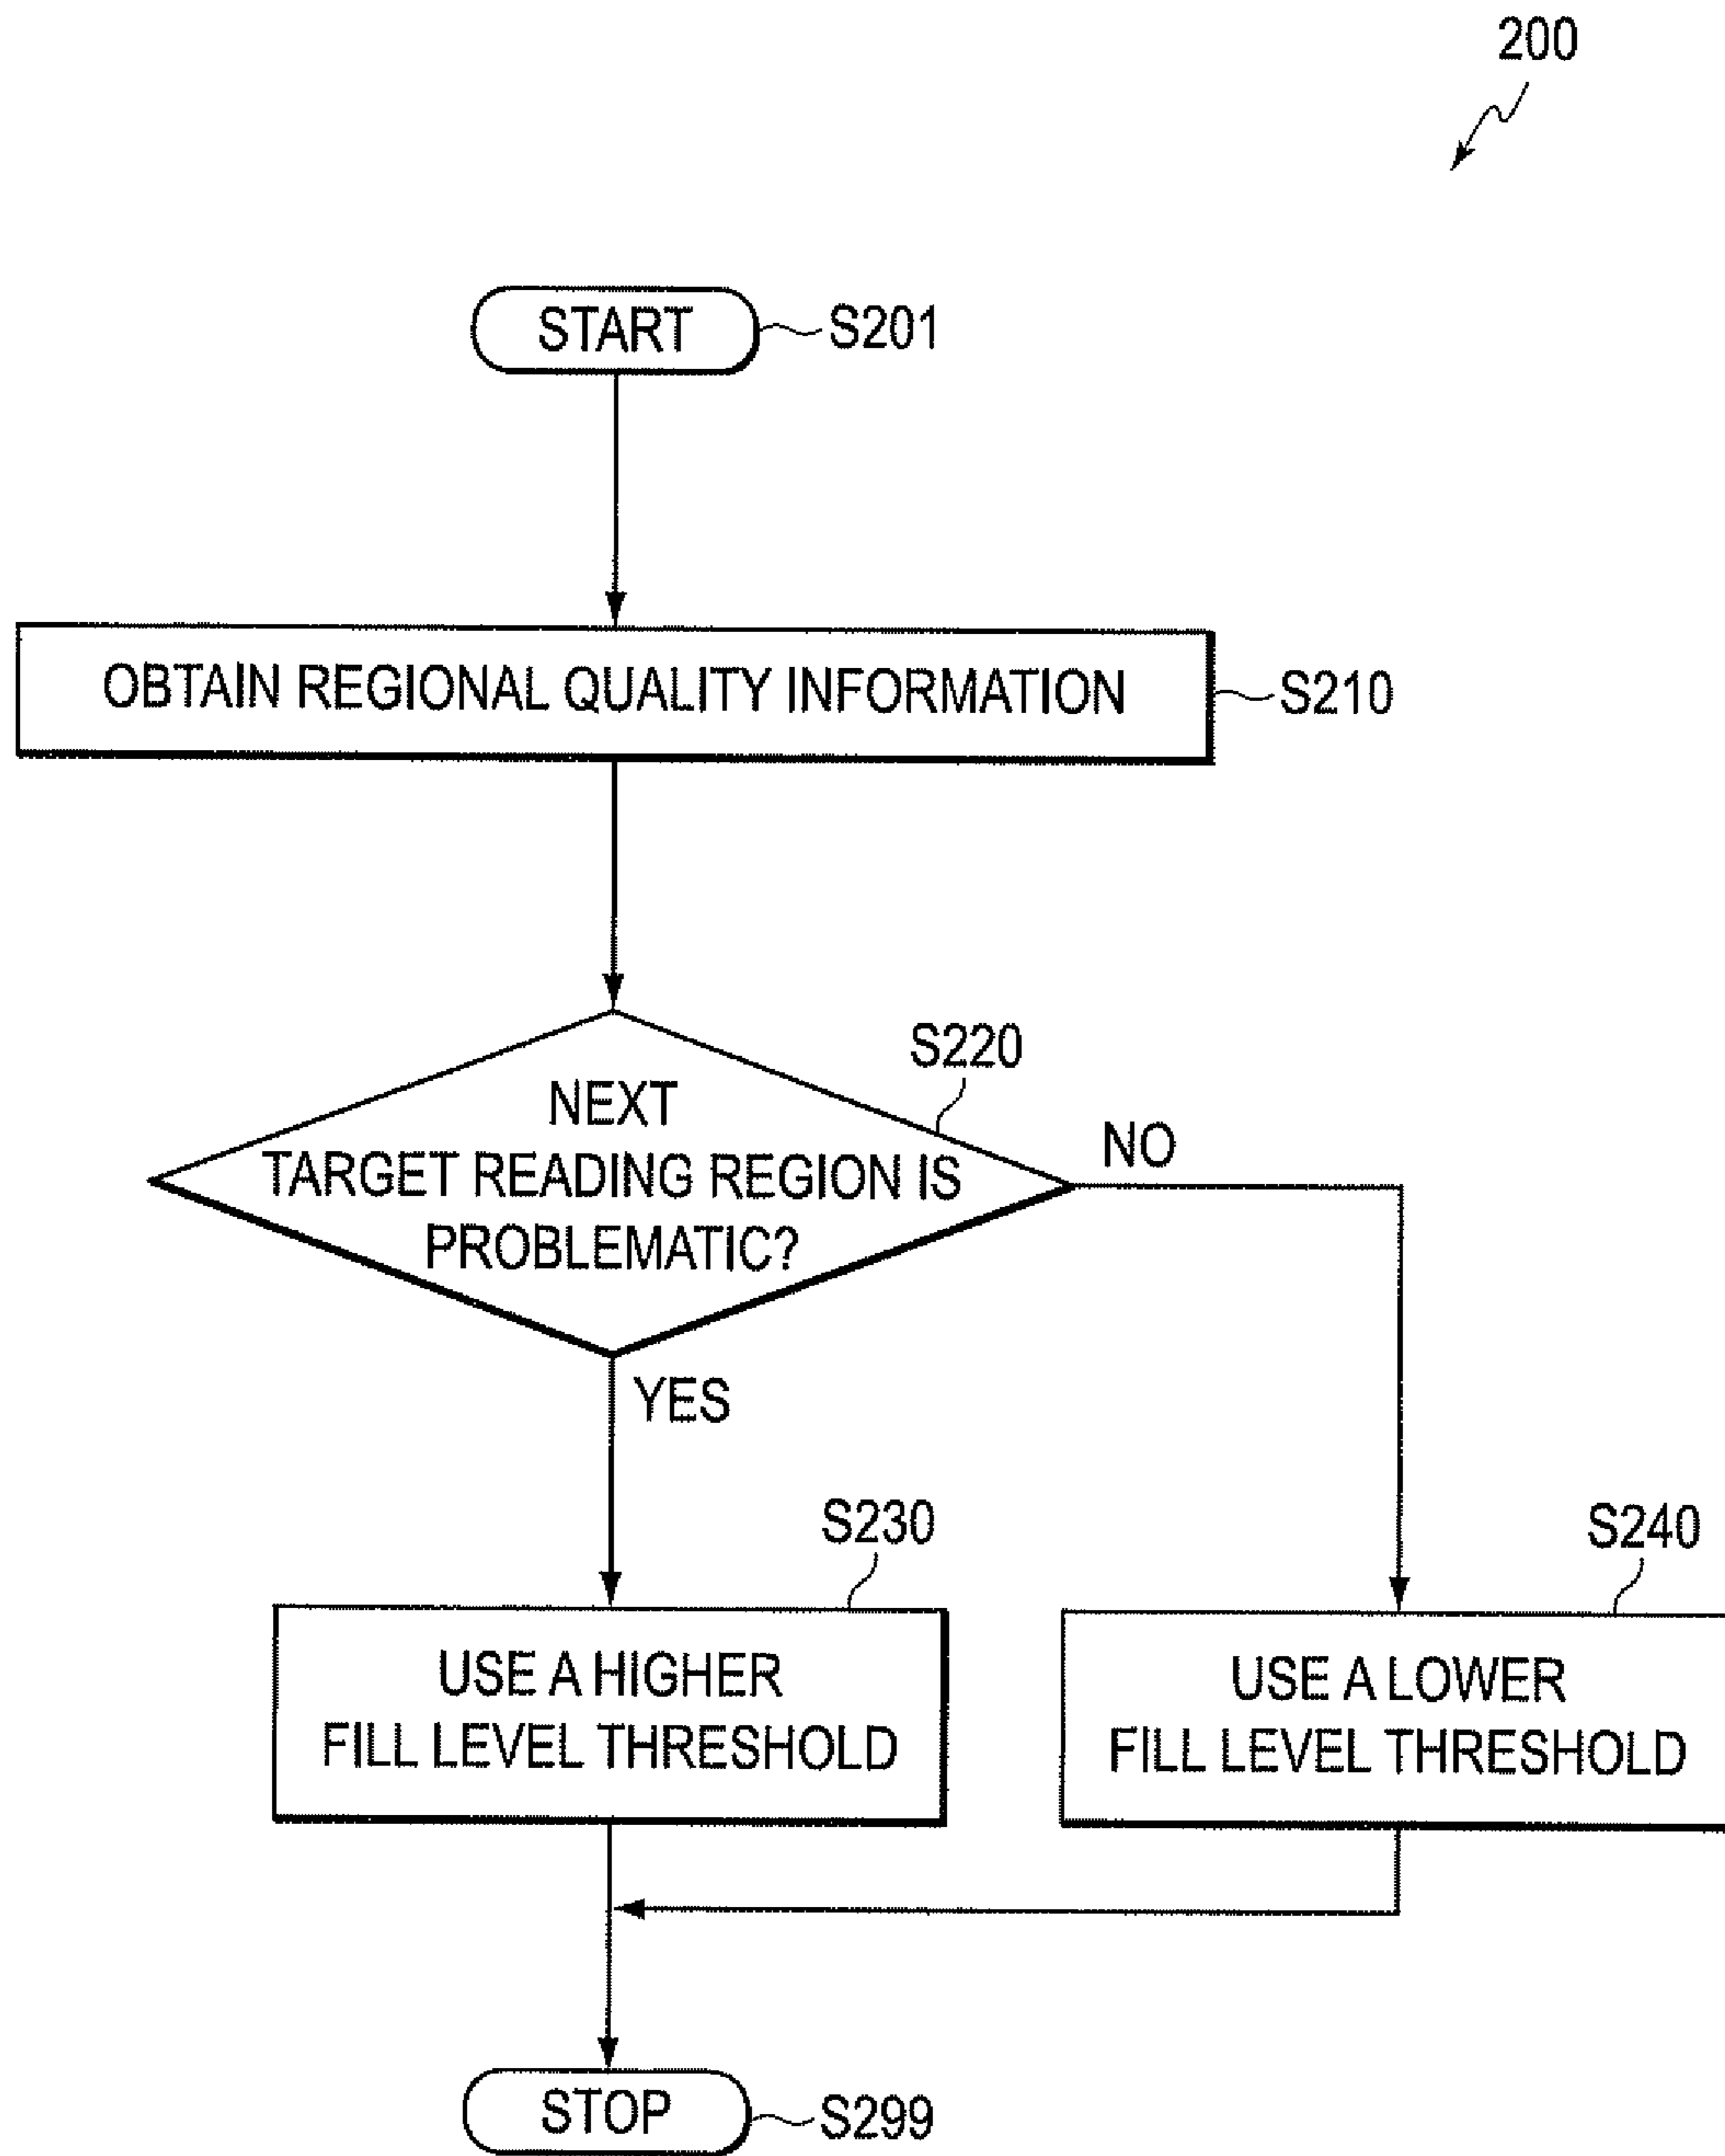 200
START
S201
OBTAIN REGIONAL QUALITY INFORMATION
S210
S220
NEXT
TARGET READING REGION IS
PROBLEMATIC?
NO
YES
S230
USE A HIGHER
FILL LEVEL THRESHOLD
S240
USE A LOWER
FILL LEVEL THRESHOLD
STOP
S299